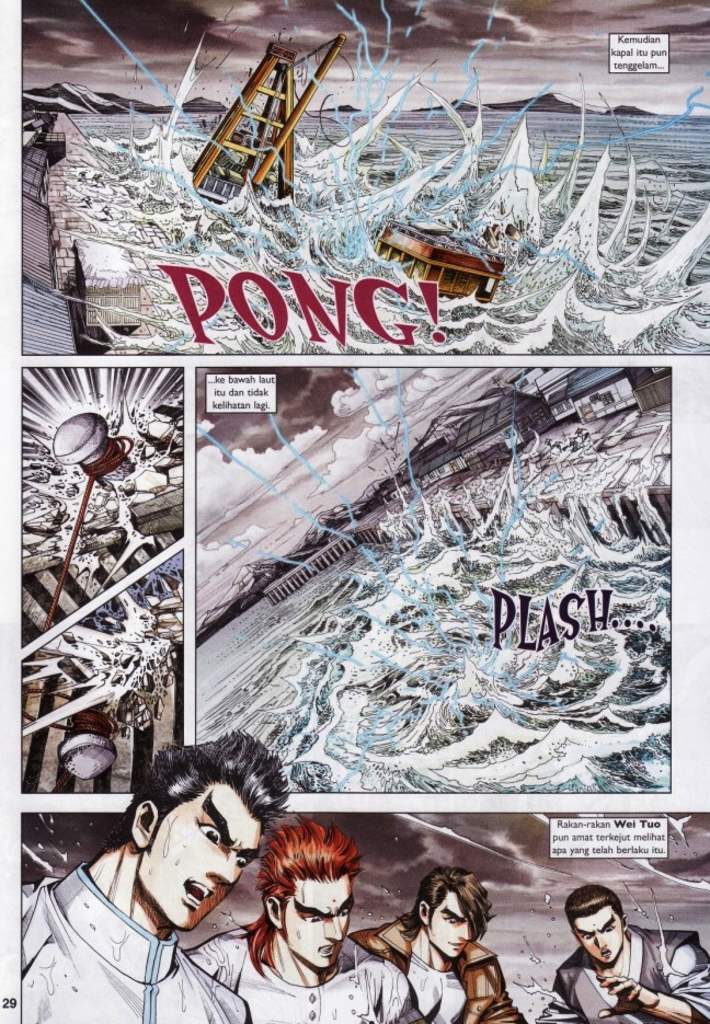 Kemudian
kapal itu pun
tenggelam...
PONG!
...ke bawah laut
itu dan tidak
kelihatan lagi.
PLASH....
Rakan-rakan Wei Tuo
pun amat terkejut melihat
apa yang telah berlaku itu.
29